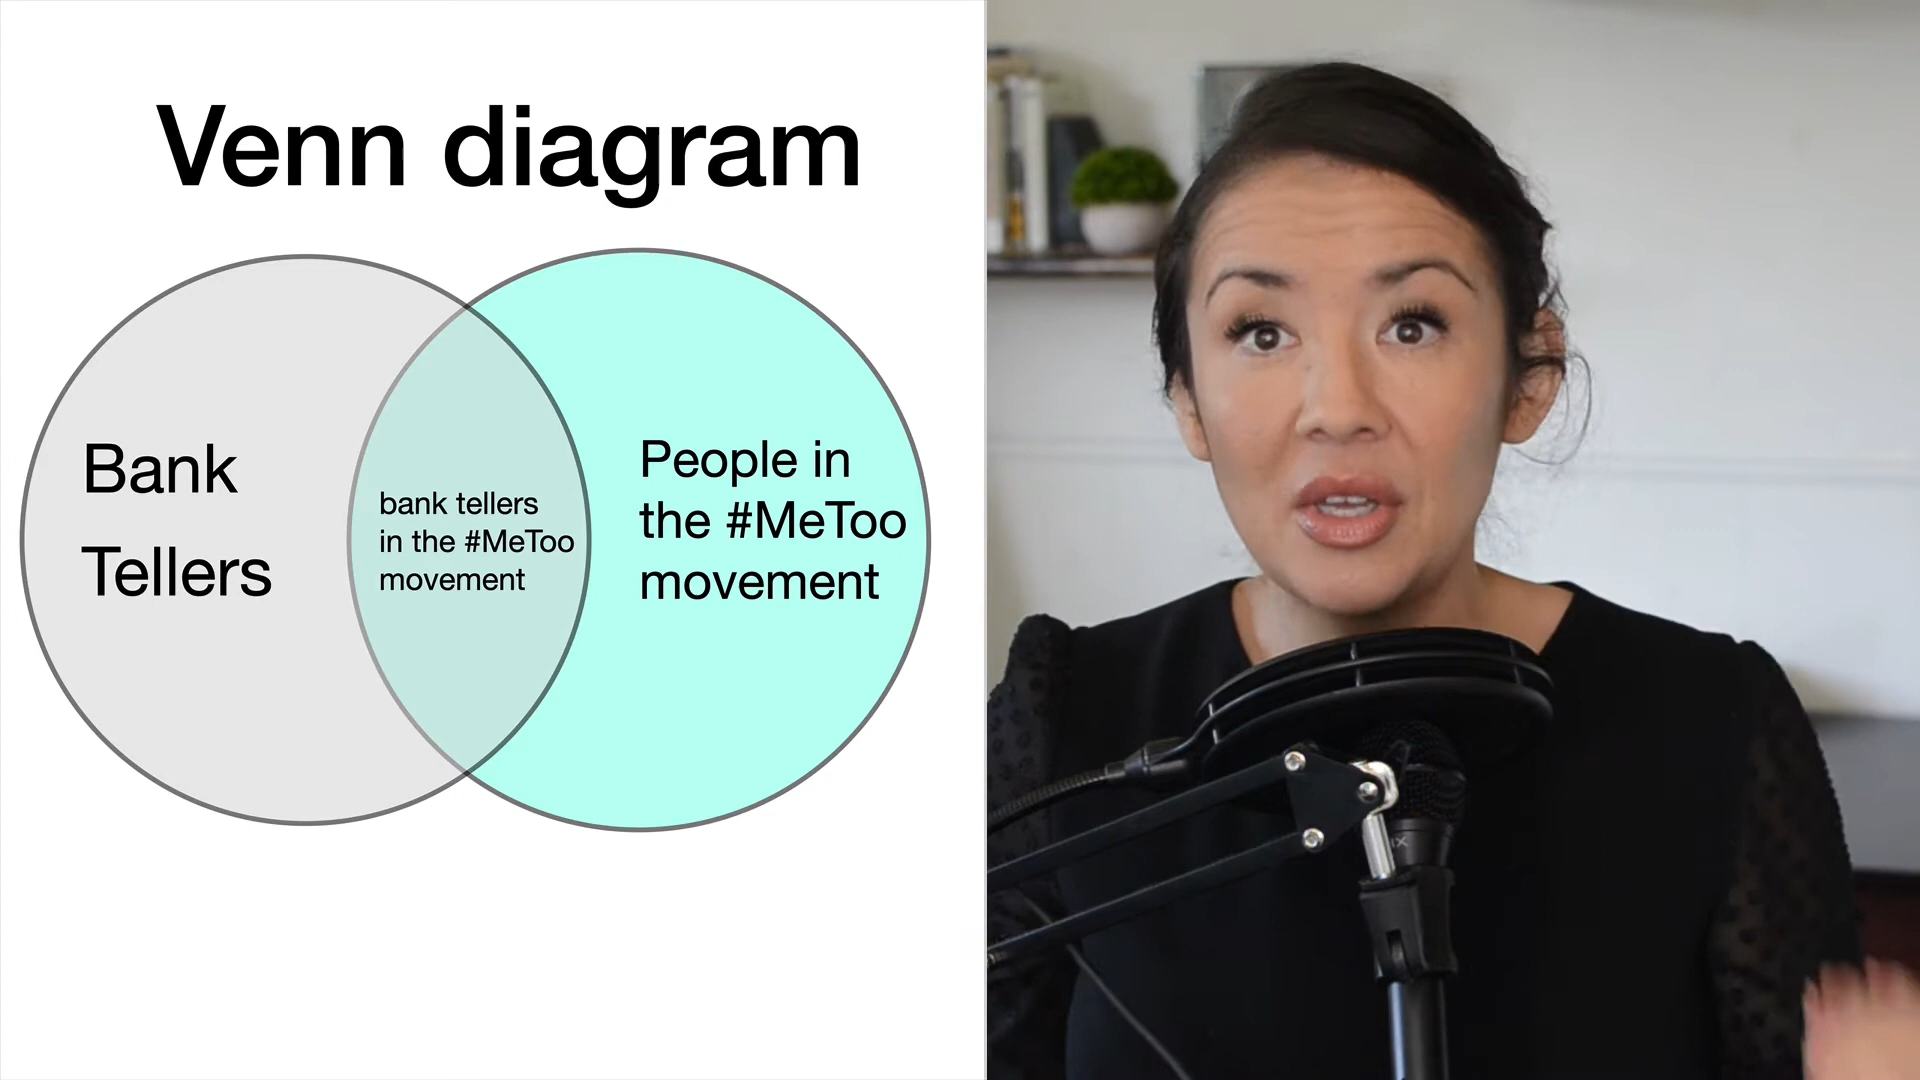 Venn diagram
Bank
Tellers
bank tellers
in the #MeToo
movement
People in
the #MeToo
movement